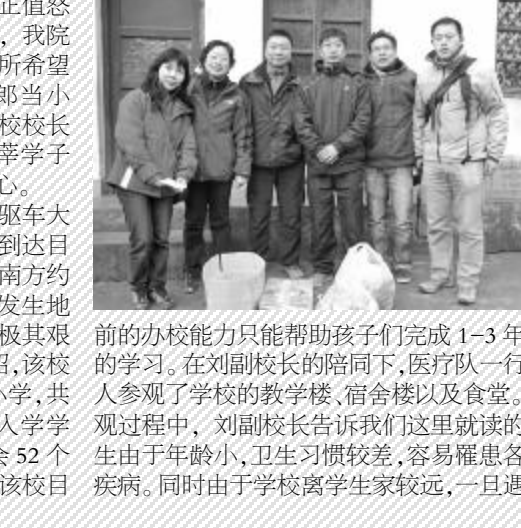 正值怒
，我院
所希望
郎当小
校校长
莘学子
心。
驱车大
到达目
南方约
发生地
极其艰
绍,该校
小学,共
人学学
会 52 个
该校目
前的办校能力只能帮助孩子们完成 1-3 年
的学习。在刘副校长的陪同下,医疗队一行
人参观了学校的教学楼、宿舍楼以及食堂。
观过程中，刘副校长告诉我们这里就读的
生由于年龄小,卫生习惯较差,容易罹患各
疾病。同时由于学校离学生家较远,一旦遇